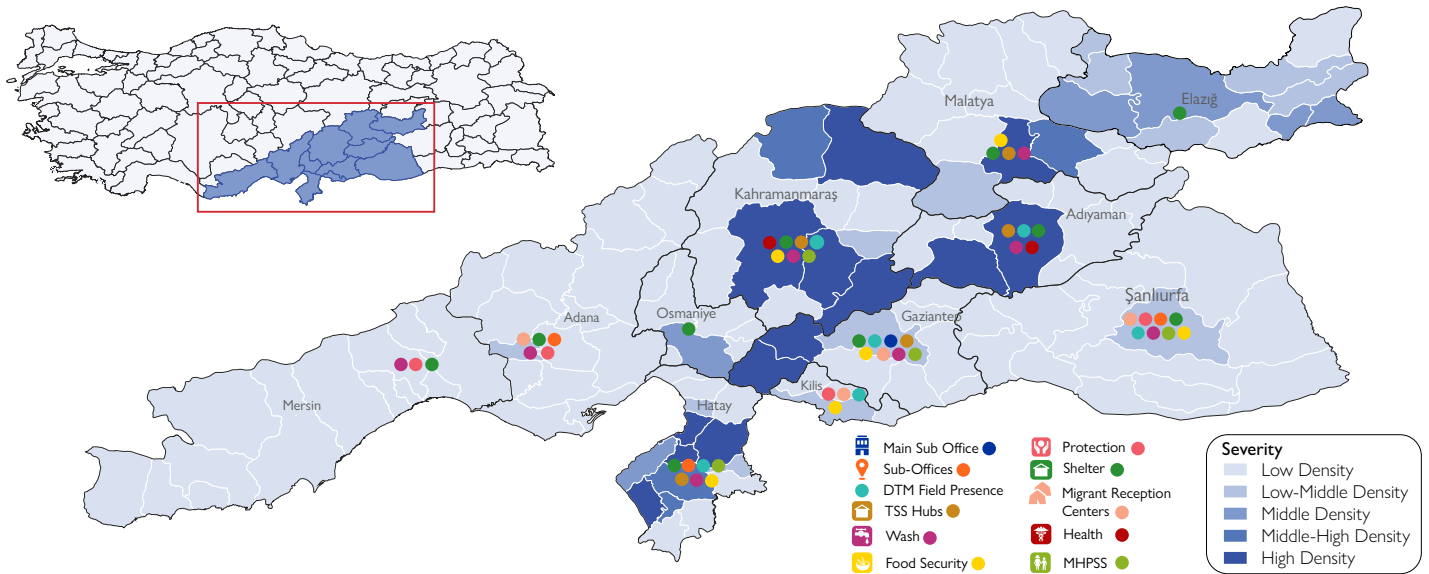 Malatya
Elazığ
Kahramanmaraş
Adıyaman
Şanlıurfa
Osmaniye
Gaziantep
Adana
Kilis
Mersin
Hatay
Main Sub Office
Sub-Offices
DTM Field Presence
TSS Hubs
Wash
Food Security
Protection
Shelter
Migrant Reception
Centers
Health
MHPSS
Severity
Low Density
Low-Middle Density
Middle Density
Middle-High Density
High Density